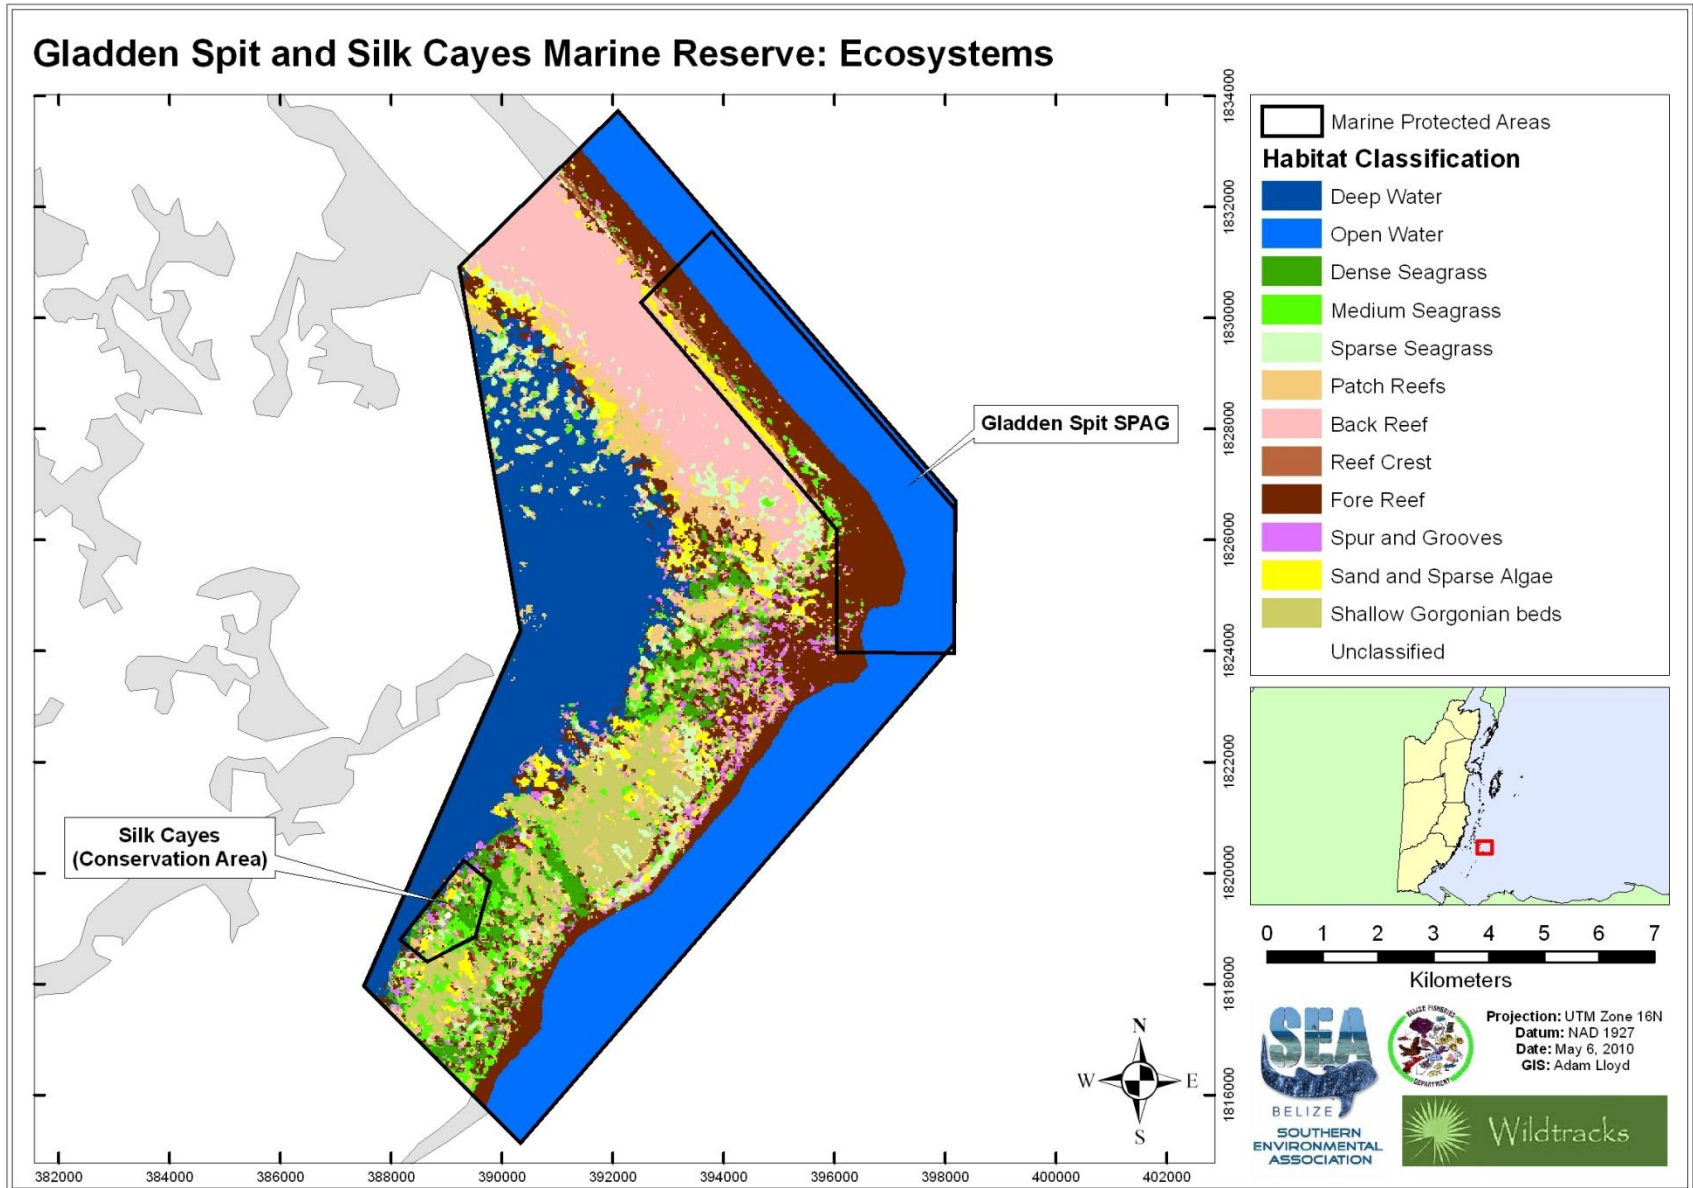 Gladden Spit and Silk Cayes Marine Reserve: Ecosystems
Gladden Spit SPAG
Silk Cayes
(Conservation Area)
382000
384000
386000
388000
390000
392000
394000
396000
398000
400000
402000
1834000
1832000
1830000
1828000
1826000
1824000
1822000
1820000
1818000
1816000
N
W
E
S
Marine Protected Areas
Habitat Classification
Deep Water
Open Water
Dense Seagrass
Medium Seagrass
Sparse Seagrass
Patch Reefs
Back Reef
Reef Crest
Fore Reef
Spur and Grooves
Sand and Sparse Algae
Shallow Gorgonian beds
Unclassified
0 1 2 3 4 5 6 7
Kilometers
SEA
BELIZE
SOUTHERN
ENVIRONMENTAL
ASSOCIATION
BELIZE FISHERIES
DEPARTMENT
Projection: UTM Zone 16N
Datum: NAD 1927
Date: May 6, 2010
GIS: Adam Lloyd
Wildtracks